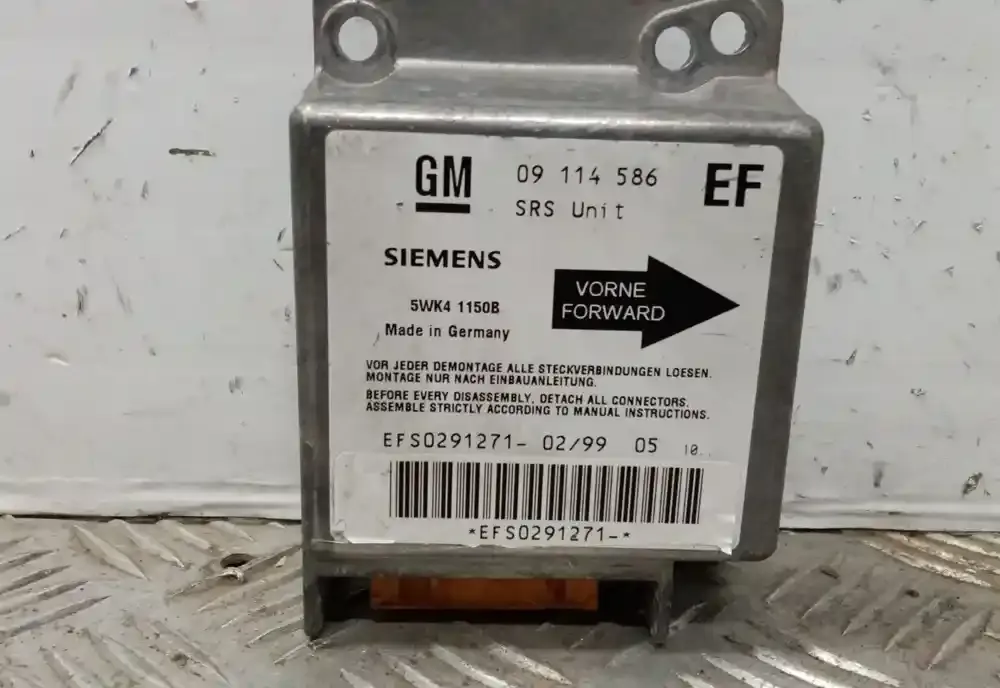 GM 09 114 586 EF
SRS Unit
SIEMENS
VORNE
FORWARD
5WK4 1150B
Made in Germany
VOR JEDER DEMONTAGE ALLE STECKVERBINDUNGEN LOESEN.
MONTAGE NUR NACH EINBAUANLEITUNG.
BEFORE EVERY DISASSEMBLY, DETACH ALL CONNECTORS.
ASSEMBLE STRICTLY ACCORDING TO MANUAL INSTRUCTIONS.
EFS0291271- 02/99 05 10
*EFS0291271-*